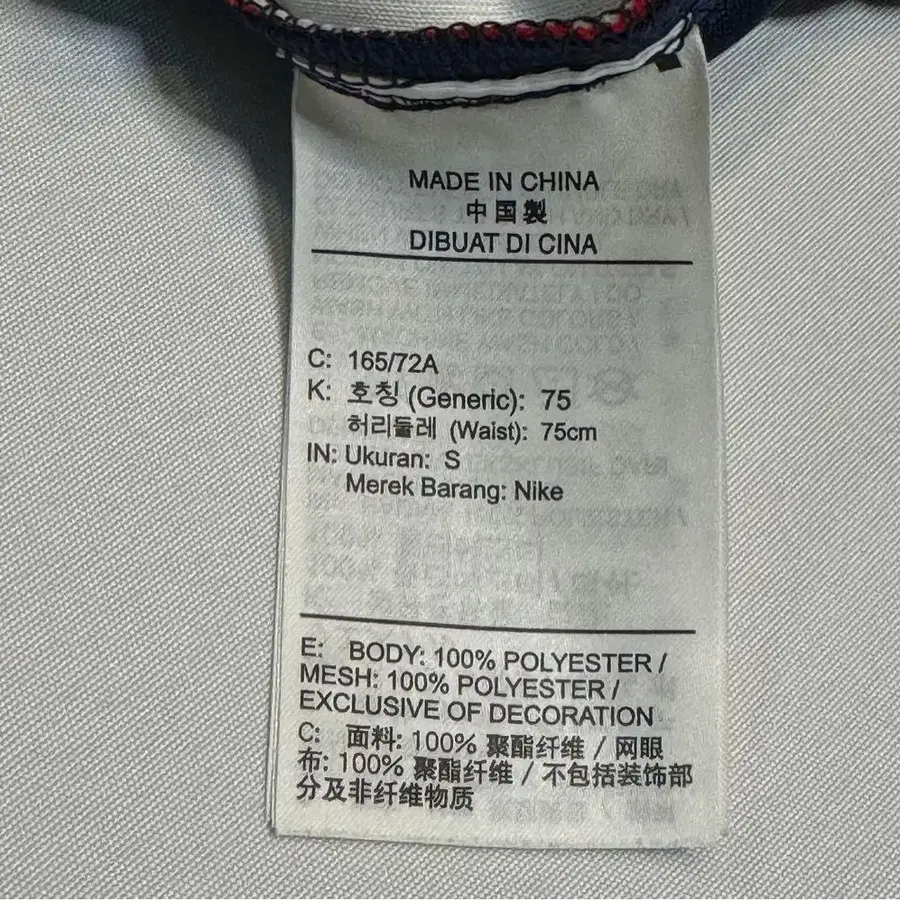 MADE IN CHINA
中国製
DIBUAT DI CINA
C: 165/72A
K: 호칭 (Generic): 75
허리둘레 (Waist): 75cm
IN: Ukuran: S
Merek Barang: Nike
E: BODY: 100% POLYESTER /
MESH: 100% POLYESTER /
EXCLUSIVE OF DECORATION
C: 面料: 100% 聚酯纤维 / 网眼
布: 100% 聚酯纤维 / 不包括装饰部
分及非纤维物质